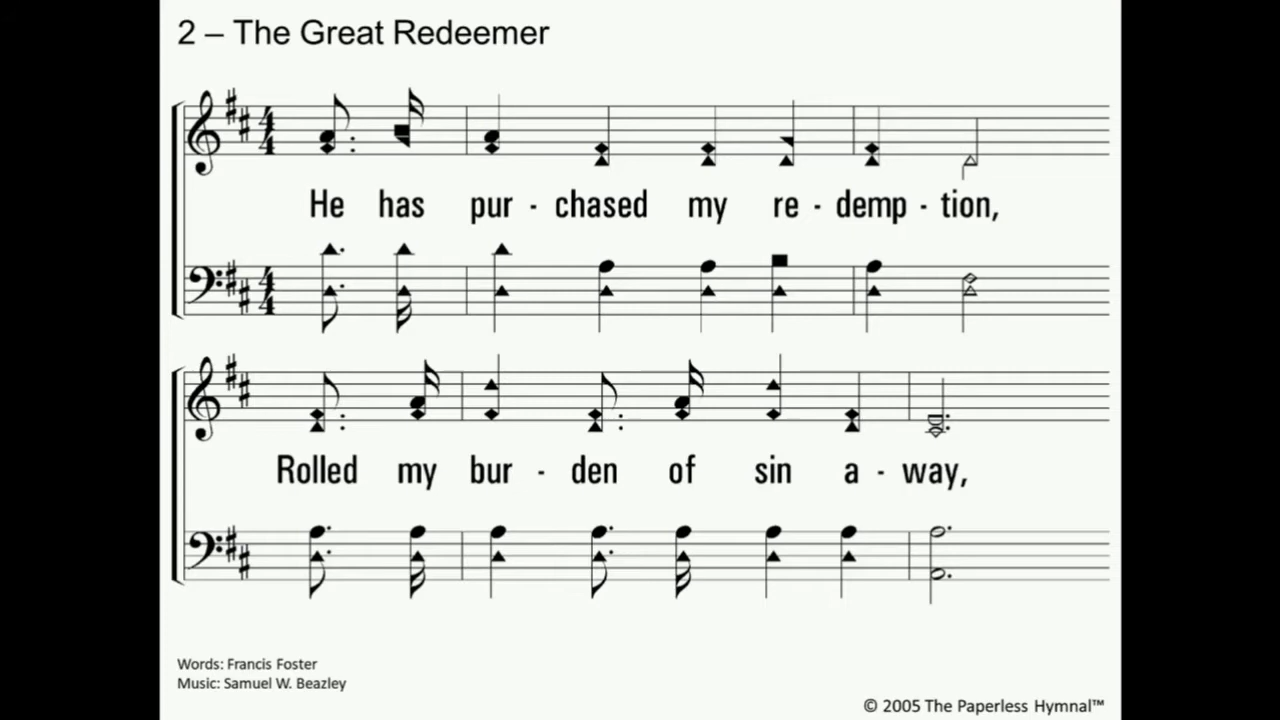 2 – The Great Redeemer
He has pur - chased my re - demp - tion,
Rolled my bur - den of sin a - way,
Words: Francis Foster
Music: Samuel W. Beazley
© 2005 The Paperless Hymnal™